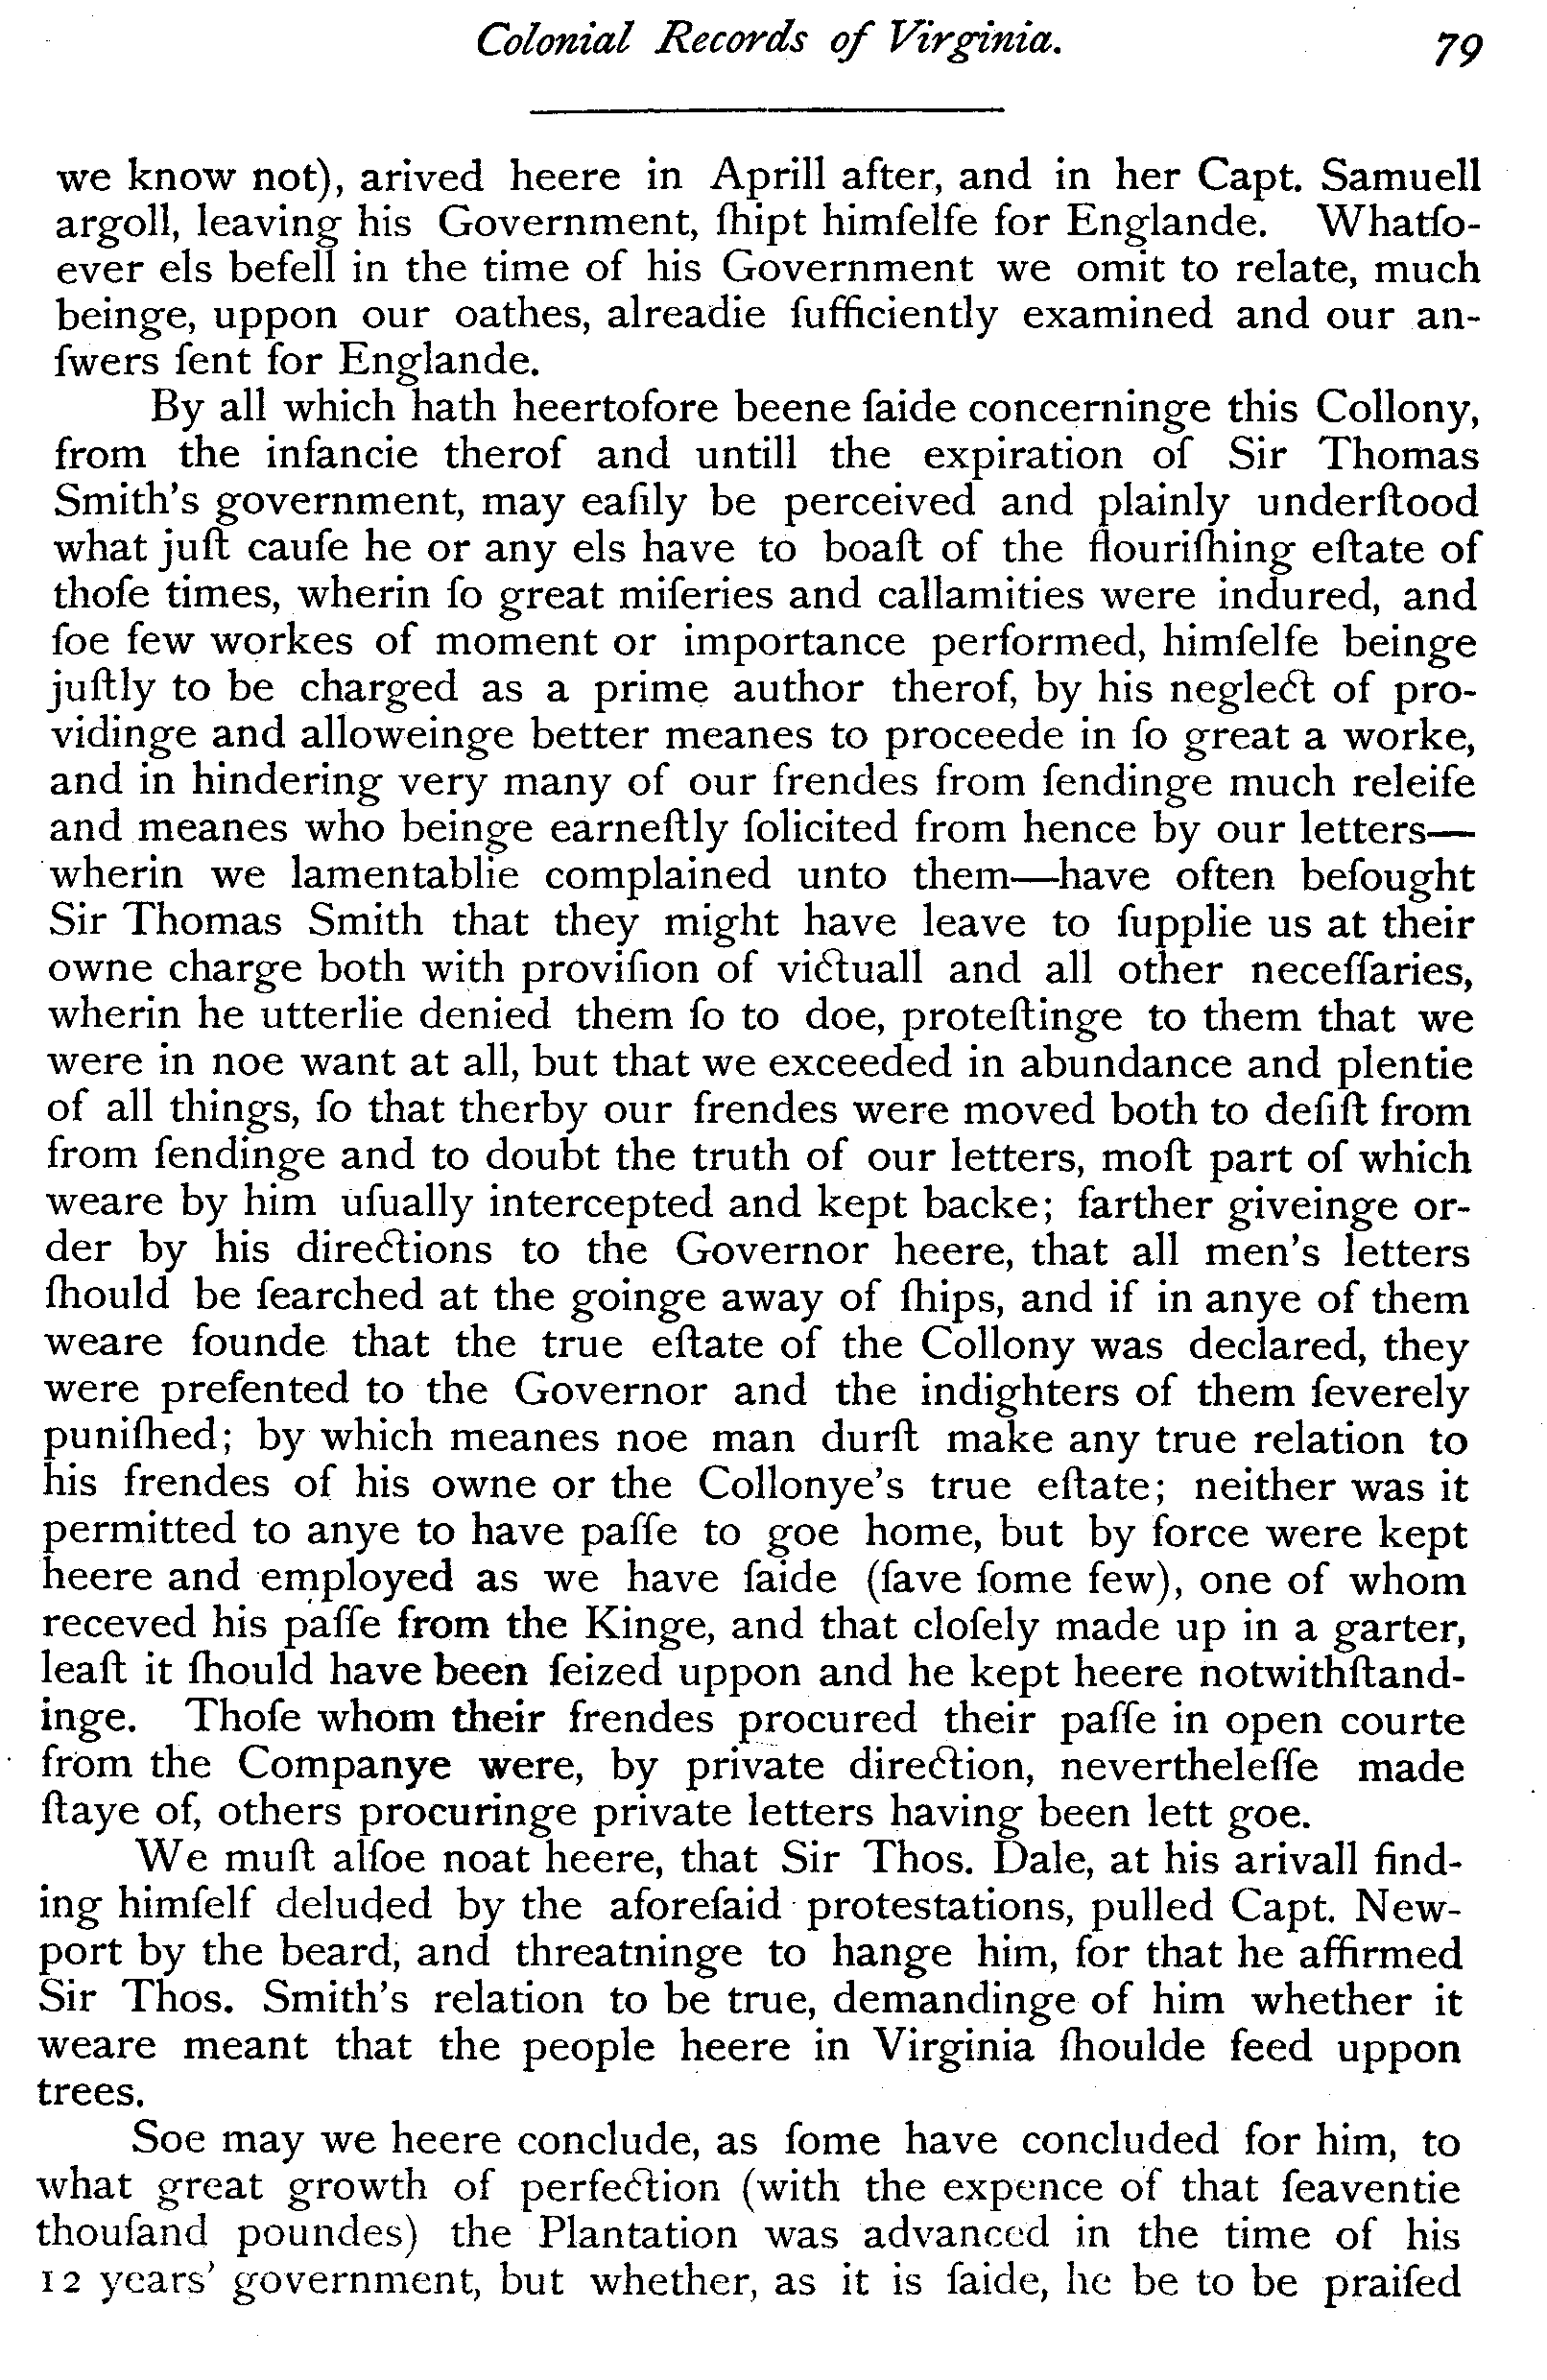 Colonial Records of Virginia. 79
we know not), arived heere in Aprill after, and in her Capt. Samuell
argoll, leaving his Government, ſhipt himſelfe for Englande. Whatſo-
ever els befell in the time of his Government we omit to relate, much
beinge, uppon our oathes, alreadie ſufficiently examined and our an-
ſwers ſent for Englande.
By all which hath heertofore beene ſaide concerninge this Collony,
from the infancie therof and untill the expiration of Sir Thomas
Smith's government, may eaſily be perceived and plainly underſtood
what juſt cauſe he or any els have to boaſt of the flouriſhing eſtate of
thoſe times, wherin ſo great miſeries and callamities were indured, and
ſoe few workes of moment or importance performed, himſelfe beinge
juſtly to be charged as a prime author therof, by his neglect of pro-
vidinge and alloweinge better meanes to proceede in ſo great a worke,
and in hindering very many of our frendes from ſendinge much releife
and meanes who beinge earneſtly ſolicited from hence by our letters—
wherin we lamentablie complained unto them—have often beſought
Sir Thomas Smith that they might have leave to ſupplie us at their
owne charge both with proviſion of victuall and all other neceſſaries,
wherin he utterlie denied them ſo to doe, proteſtinge to them that we
were in noe want at all, but that we exceeded in abundance and plentie
of all things, ſo that therby our frendes were moved both to deſiſt from
from ſendinge and to doubt the truth of our letters, moſt part of which
weare by him uſually intercepted and kept backe; farther giveinge or-
der by his directions to the Governor heere, that all men's letters
ſhould be ſearched at the goinge away of ſhips, and if in anye of them
weare founde that the true eſtate of the Collony was declared, they
were preſented to the Governor and the indighters of them ſeverely
puniſhed; by which meanes noe man durſt make any true relation to
his frendes of his owne or the Collonye's true eſtate; neither was it
permitted to anye to have paſſe to goe home, but by force were kept
heere and employed as we have ſaide (ſave ſome few), one of whom
receved his paſſe from the Kinge, and that cloſely made up in a garter,
leaſt it ſhould have been ſeized uppon and he kept heere notwithſtand-
inge. Thoſe whom their frendes procured their paſſe in open courte
from the Companye were, by private direction, nevertheleſſe made
ſtaye of, others procuringe private letters having been lett goe.
We muſt alſoe noat heere, that Sir Thos. Dale, at his arivall find-
ing himſelf deluded by the aforeſaid protestations, pulled Capt. New-
port by the beard, and threatninge to hange him, for that he affirmed
Sir Thos. Smith's relation to be true, demandinge of him whether it
weare meant that the people heere in Virginia ſhoulde feed uppon
trees.
Soe may we heere conclude, as ſome have concluded for him, to
what great growth of perfection (with the expence of that ſeaventie
thouſand poundes) the Plantation was advanced in the time of his
12 years' government, but whether, as it is ſaide, he be to be praiſed